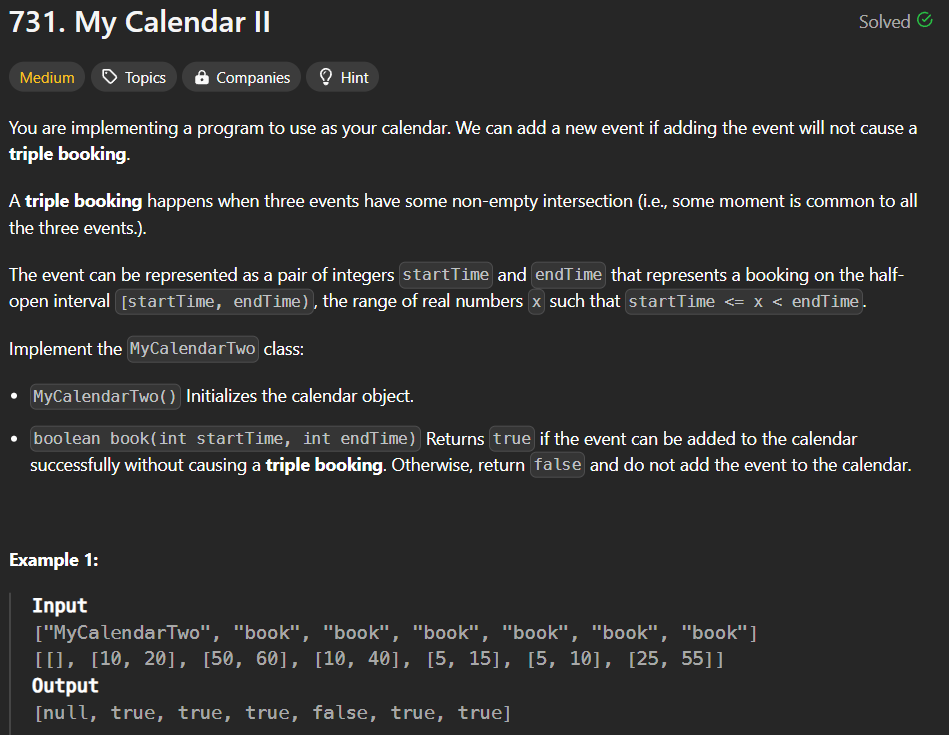 731. My Calendar II
Solved
Medium
Topics
Companies
Hint
You are implementing a program to use as your calendar. We can add a new event if adding the event will not cause a
triple booking.
A triple booking happens when three events have some non-empty intersection (i.e., some moment is common to all
the three events.).
The event can be represented as a pair of integers startTime and endTime that represents a booking on the half-
open interval [startTime, endTime), the range of real numbers x such that startTime <= x < endTime.
Implement the MyCalendarTwo class:
• MyCalendarTwo() Initializes the calendar object.
• boolean book(int startTime, int endTime) Returns true if the event can be added to the calendar
successfully without causing a triple booking. Otherwise, return false and do not add the event to the calendar.
Example 1:
Input
["MyCalendarTwo", "book", "book", "book", "book", "book", "book"]
[[], [10, 20], [50, 60], [10, 40], [5, 15], [5, 10], [25, 55]]
Output
[null, true, true, true, false, true, true]